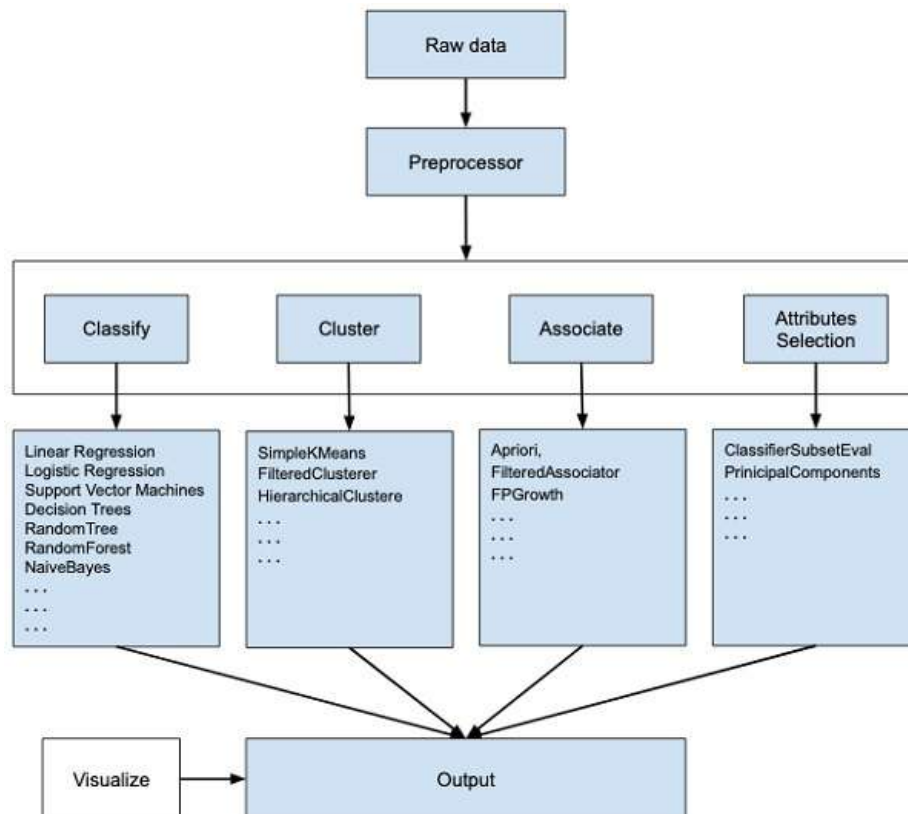 Raw data
Preprocessor
Classify
Cluster
Associate
Attributes
Selection
Linear Regression
Logistic Regression
Support Vector Machines
Decision Trees
RandomTree
RandomForest
NaiveBayes
. . .
. . .
. . .
SimpleKMeans
FilteredClusterer
HierarchicalClustere
. . .
. . .
. . .
Apriori,
FilteredAssociator
FPGrowth
. . .
. . .
. . .
ClassifierSubsetEval
PrinicipalComponents
. . .
. . .
. . .
Visualize
Output